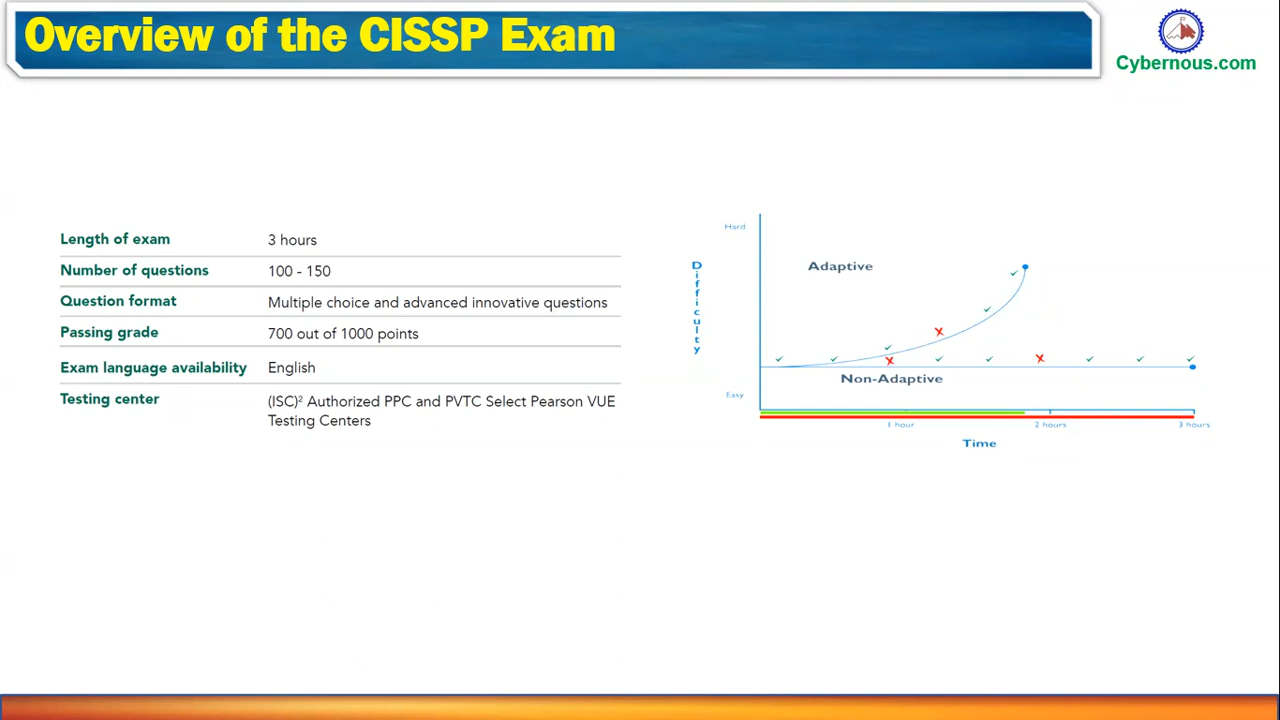 Overview of the CISSP Exam
Cybernous.com
Length of exam 3 hours
Number of questions 100 - 150
Question format Multiple choice and advanced innovative questions
Passing grade 700 out of 1000 points
Exam language availability English
Testing center (ISC)² Authorized PPC and PVTC Select Pearson VUE
Testing Centers
Hard
Adaptive
Difficulty
Non-Adaptive
Easy
1 hour 2 hours 3 hours
Time